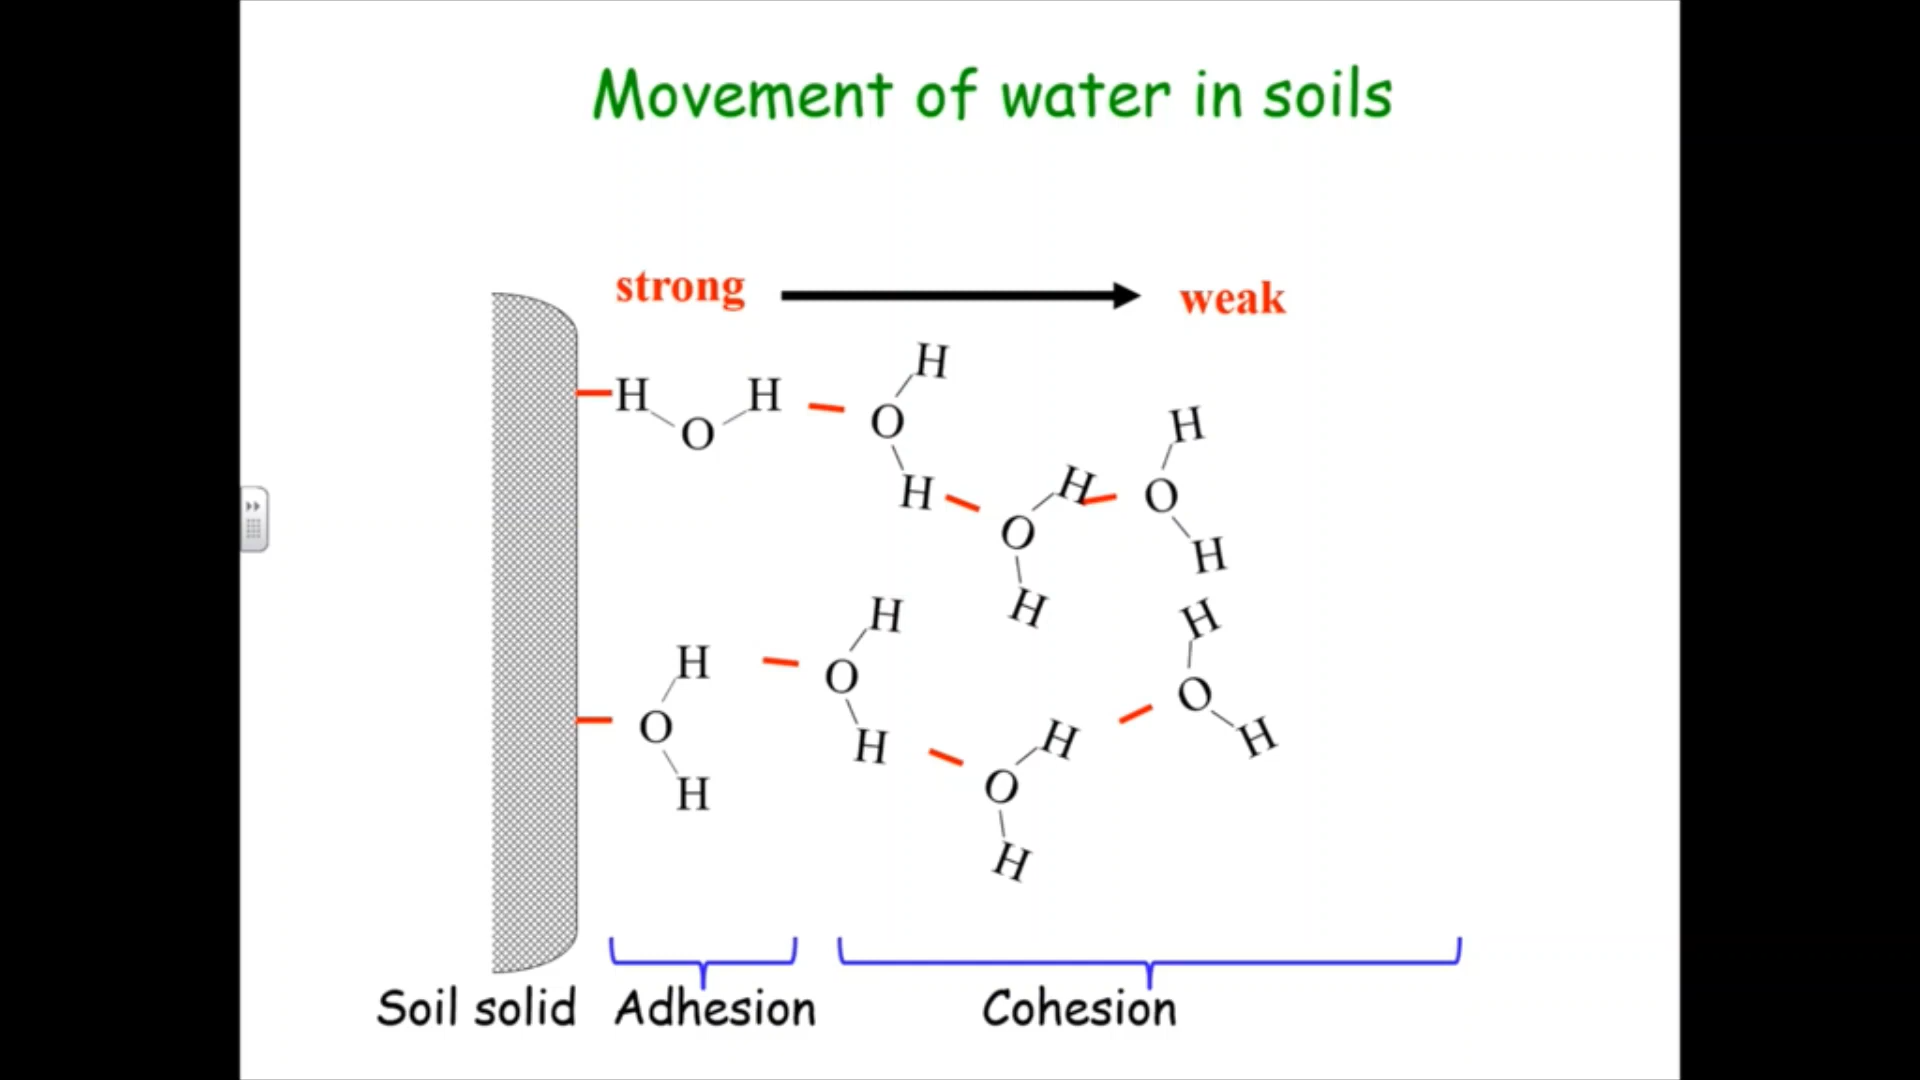 Movement of water in soils
strong weak
H
H H O H
O
H O H H
O H
H H H
H O O
O H H H
H O
H
Soil solid Adhesion Cohesion